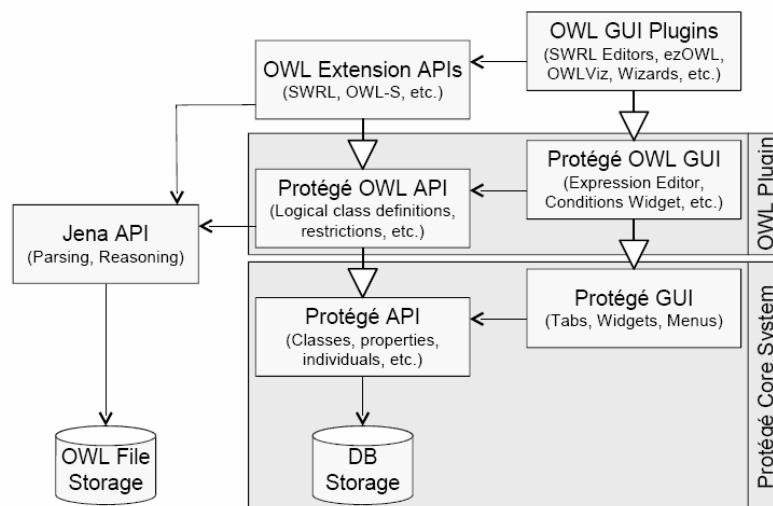 OWL GUI Plugins
(SWRL Editors, ezOWL,
OWLViz, Wizards, etc.)
OWL Extension APIs
(SWRL, OWL-S, etc.)
Protégé OWL GUI
(Expression Editor,
Conditions Widget, etc.)
Protégé OWL API
(Logical class definitions,
restrictions, etc.)
OWL Plugin
Jena API
(Parsing, Reasoning)
Protégé GUI
(Tabs, Widgets, Menus)
Protégé API
(Classes, properties,
individuals, etc.)
Protégé Core System
OWL File
Storage
DB
Storage